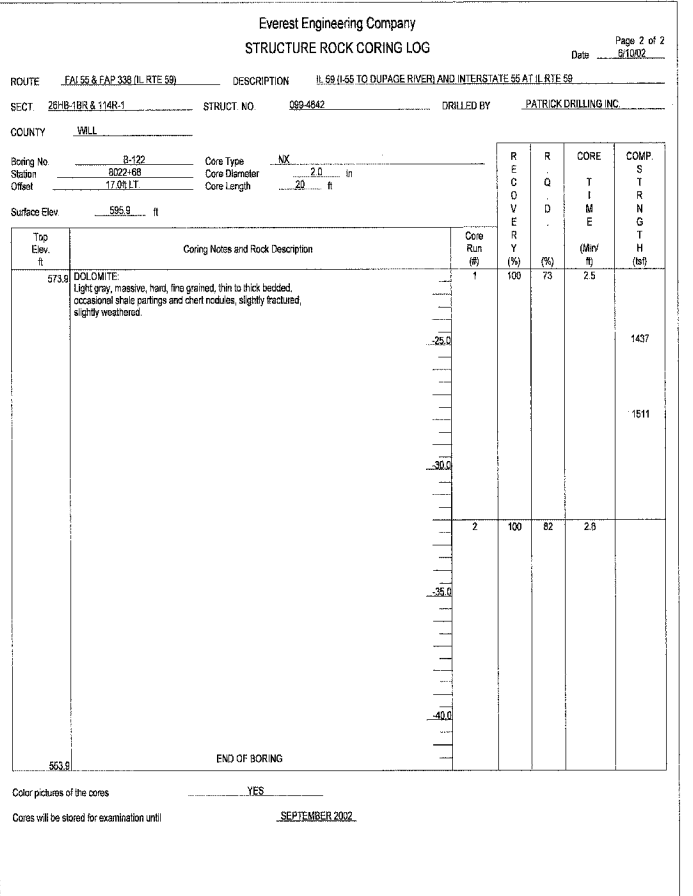 Everest Engineering Company
STRUCTURE ROCK CORING LOG
Page 2 of 2
Date 6/10/02
ROUTE FAI 55 & FAP 338 (IL RTE 59) DESCRIPTION IL 59 (I-55 TO DUPAGE RIVER) AND INTERSTATE 55 AT IL RTE 59
SECT. 26HB-1BR & 114R-1 STRUCT. NO. 099-4642 DRILLED BY PATRICK DRILLING INC.
COUNTY WILL
Boring No. B-122 Core Type NX
Station 8022+68 Core Diameter 2.0 in
Offset 17.0ft LT. Core Length 20 ft
Surface Elev. 595.9 ft
Top Elev. ft
Coring Notes and Rock Description
Core Run (#)
RECOVERY (%)
R.Q.D. (%)
CORE TIME (Min/ft)
COMP. STRNGTH (tsf)
573.9 DOLOMITE: 1 100 73 2.5
Light gray, massive, hard, fine grained, thin to thick bedded,
occasional shale partings and chert nodules, slightly fractured,
slightly weathered.
-25.0 1437
1511
-30.0
2 100 82 2.8
-35.0
-40.0
END OF BORING
553.9
Color pictures of the cores YES
Cores will be stored for examination until SEPTEMBER 2002